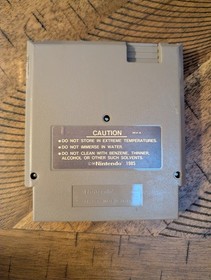 CAUTION
●DO NOT STORE IN EXTREME TEMPERATURES.
●DO NOT IMMERSE IN WATER.
●DO NOT CLEAN WITH BENZENE, THINNER,
ALCOHOL OR OTHER SUCH SOLVENTS.
©Nintendo 1985